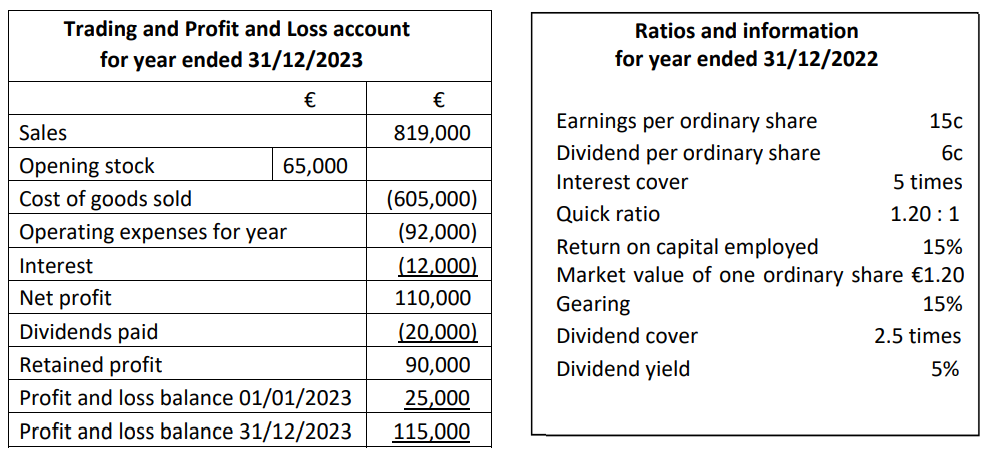 Trading and Profit and Loss account
for year ended 31/12/2023
€ €
Sales 819,000
Opening stock 65,000
Cost of goods sold (605,000)
Operating expenses for year (92,000)
Interest (12,000)
Net profit 110,000
Dividends paid (20,000)
Retained profit 90,000
Profit and loss balance 01/01/2023 25,000
Profit and loss balance 31/12/2023 115,000
Ratios and information
for year ended 31/12/2022
Earnings per ordinary share 15c
Dividend per ordinary share 6c
Interest cover 5 times
Quick ratio 1.20 : 1
Return on capital employed 15%
Market value of one ordinary share €1.20
Gearing 15%
Dividend cover 2.5 times
Dividend yield 5%